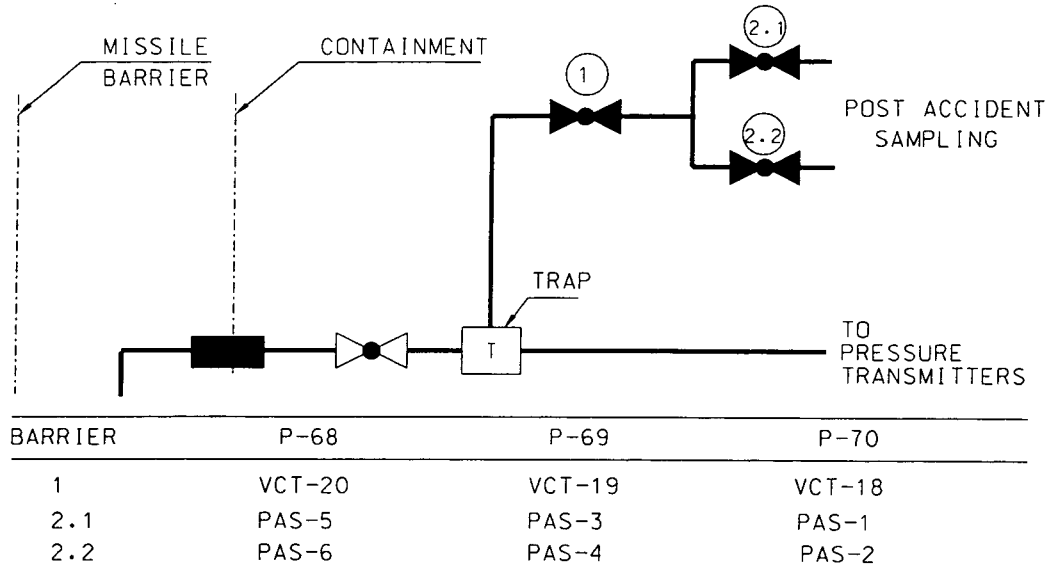 MISSILE
BARRIER
CONTAINMENT
1
2.1
2.2
POST ACCIDENT
SAMPLING
TRAP
T
TO
PRESSURE
TRANSMITTERS
BARRIER P-68 P-69 P-70
1 VCT-20 VCT-19 VCT-18
2.1 PAS-5 PAS-3 PAS-1
2.2 PAS-6 PAS-4 PAS-2